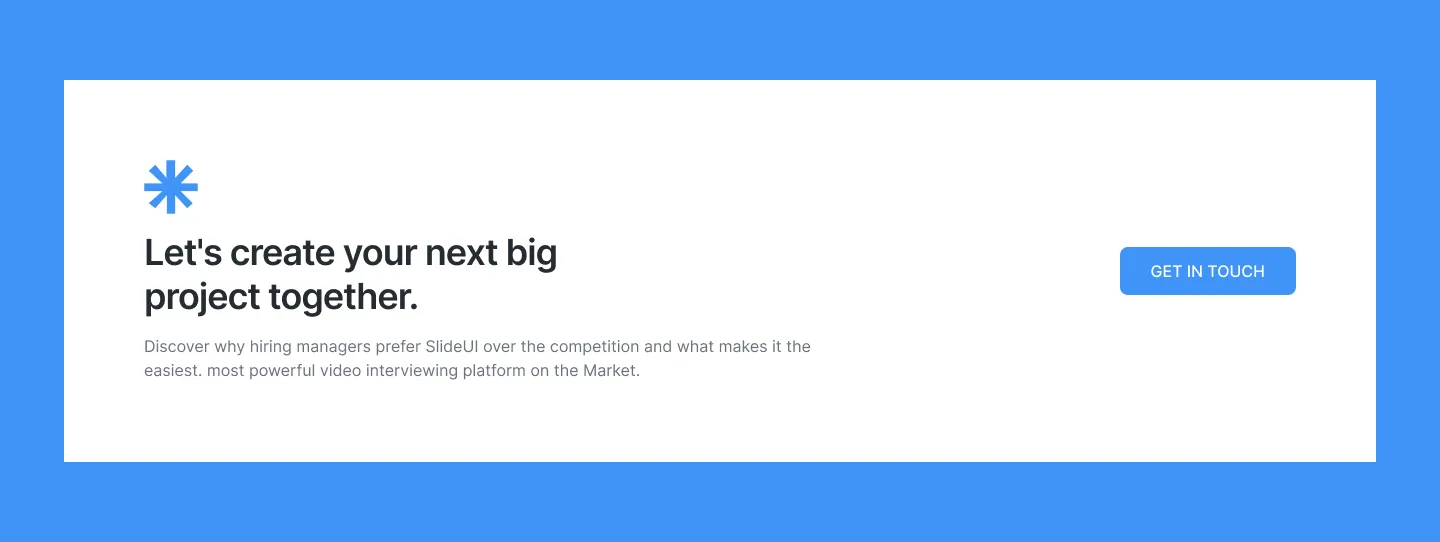 Let's create your next big
project together.
Discover why hiring managers prefer SlideUI over the competition and what makes it the
easiest. most powerful video interviewing platform on the Market.
GET IN TOUCH